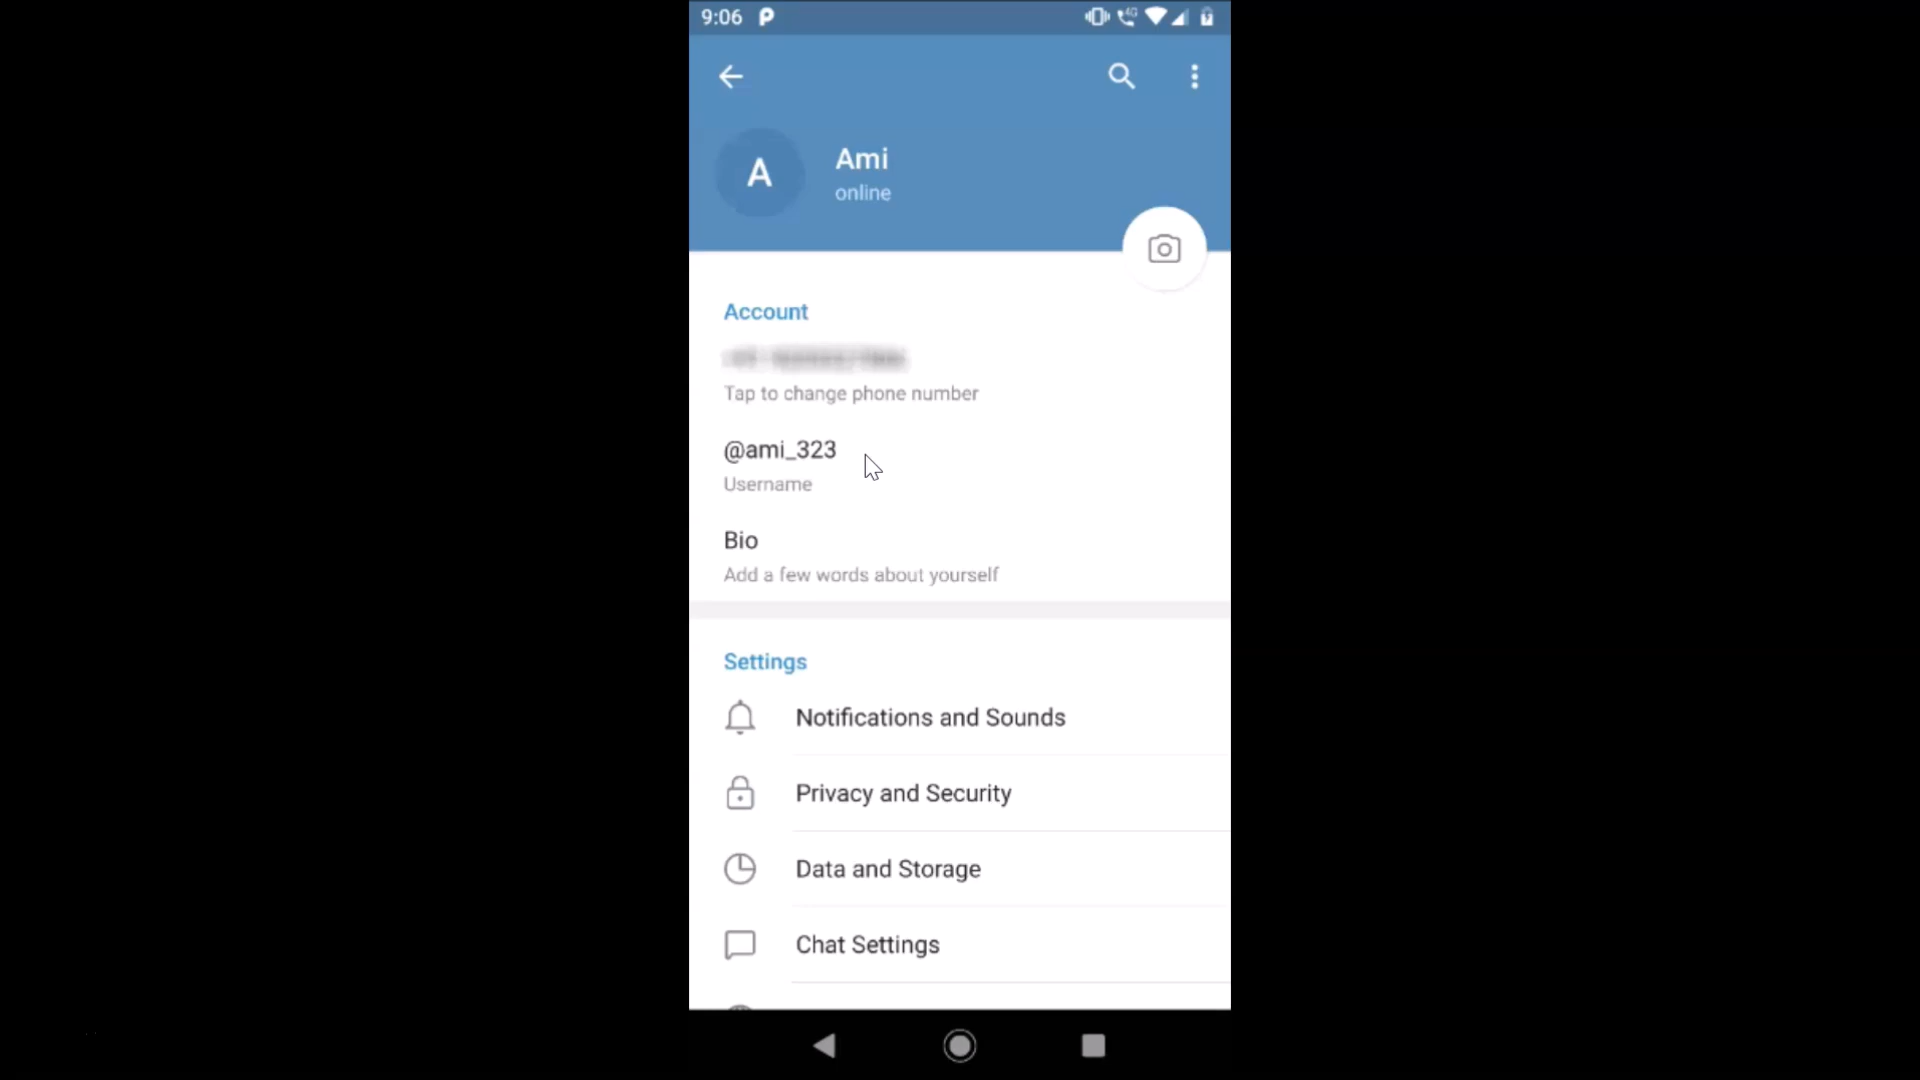 9:06
4G
Ami
A
online
Account
Tap to change phone number
@ami_323
Username
Bio
Add a few words about yourself
Settings
Notifications and Sounds
Privacy and Security
Data and Storage
Chat Settings